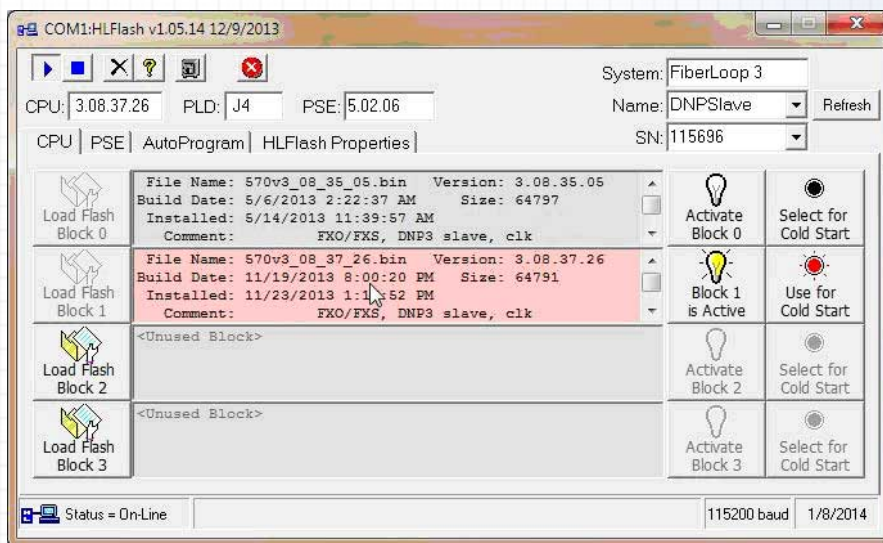 COM1:HLFlash v1.05.14 12/9/2013
System: FiberLoop 3
CPU: 3.08.37.26 PLD: J4 PSE: 5.02.06
Name: DNPSlave Refresh
SN: 115696
CPU PSE AutoProgram HLFlash Properties
Load Flash Block 0
File Name: 570v3_08_35_05.bin Version: 3.08.35.05
Build Date: 5/6/2013 2:22:37 AM Size: 64797
Installed: 5/14/2013 11:39:57 AM
Comment: FXO/FXS, DNP3 slave, clk
Activate Block 0
Select for Cold Start
Load Flash Block 1
File Name: 570v3_08_37_26.bin Version: 3.08.37.26
Build Date: 11/19/2013 8:00:20 PM Size: 64791
Installed: 11/23/2013 PM
Comment: FXO/FXS, DNP3 slave, clk
Block 1 is Active
Use for Cold Start
Load Flash Block 2
<Unused Block>
Activate Block 2
Select for Cold Start
Load Flash Block 3
<Unused Block>
Activate Block 3
Select for Cold Start
Status = On-Line
115200 baud
1/8/2014